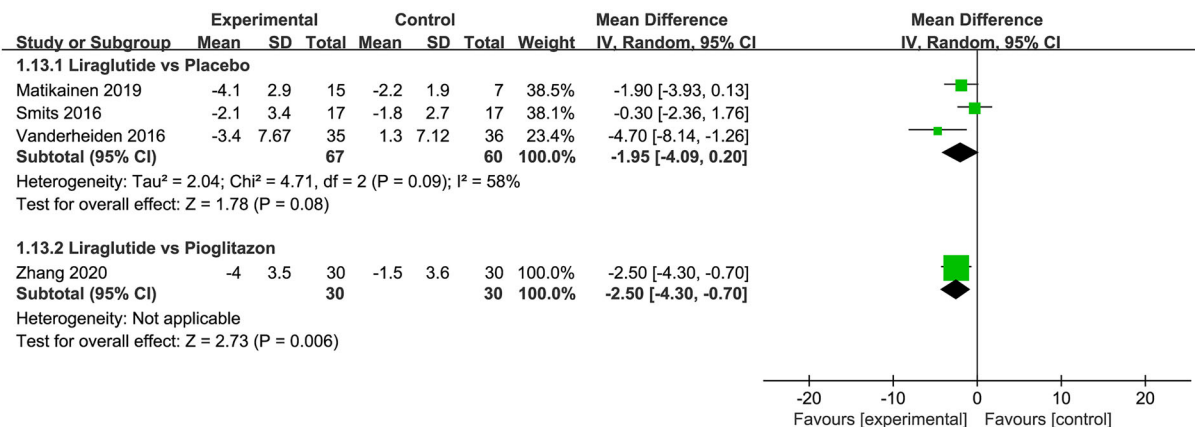 Experimental Control Mean Difference Mean Difference
Study or Subgroup Mean SD Total Mean SD Total Weight IV, Random, 95% CI IV, Random, 95% CI
1.13.1 Liraglutide vs Placebo
Matikainen 2019 -4.1 2.9 15 -2.2 1.9 7 38.5% -1.90 [-3.93, 0.13]
Smits 2016 -2.1 3.4 17 -1.8 2.7 17 38.1% -0.30 [-2.36, 1.76]
Vanderheiden 2016 -3.4 7.67 35 1.3 7.12 36 23.4% -4.70 [-8.14, -1.26]
Subtotal (95% CI) 67 60 100.0% -1.95 [-4.09, 0.20]
Heterogeneity: Tau² = 2.04; Chi² = 4.71, df = 2 (P = 0.09); I² = 58%
Test for overall effect: Z = 1.78 (P = 0.08)
1.13.2 Liraglutide vs Pioglitazon
Zhang 2020 -4 3.5 30 -1.5 3.6 30 100.0% -2.50 [-4.30, -0.70]
Subtotal (95% CI) 30 30 100.0% -2.50 [-4.30, -0.70]
Heterogeneity: Not applicable
Test for overall effect: Z = 2.73 (P = 0.006)
-20 -10 0 10 20
Favours [experimental] Favours [control]